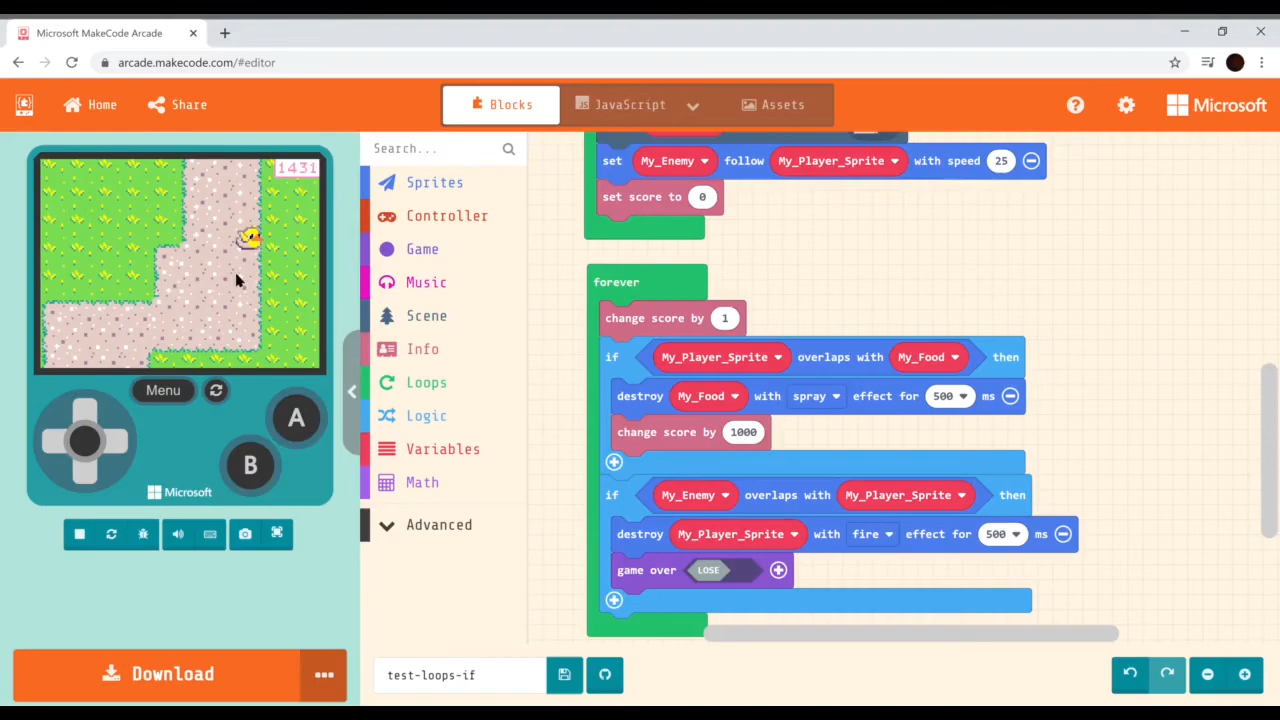 Microsoft MakeCode Arcade
arcade.makecode.com/#editor
Home
Share
Blocks
JavaScript
Assets
Microsoft
1431
Menu
A
B
Microsoft
Download
Search...
Sprites
Controller
Game
Music
Scene
Info
Loops
Logic
Variables
Math
Advanced
set My_Enemy follow My_Player_Sprite with speed 25
set score to 0
forever
change score by 1
if My_Player_Sprite overlaps with My_Food then
destroy My_Food with spray effect for 500 ms
change score by 1000
if My_Enemy overlaps with My_Player_Sprite then
destroy My_Player_Sprite with fire effect for 500 ms
game over LOSE
test-loops-if